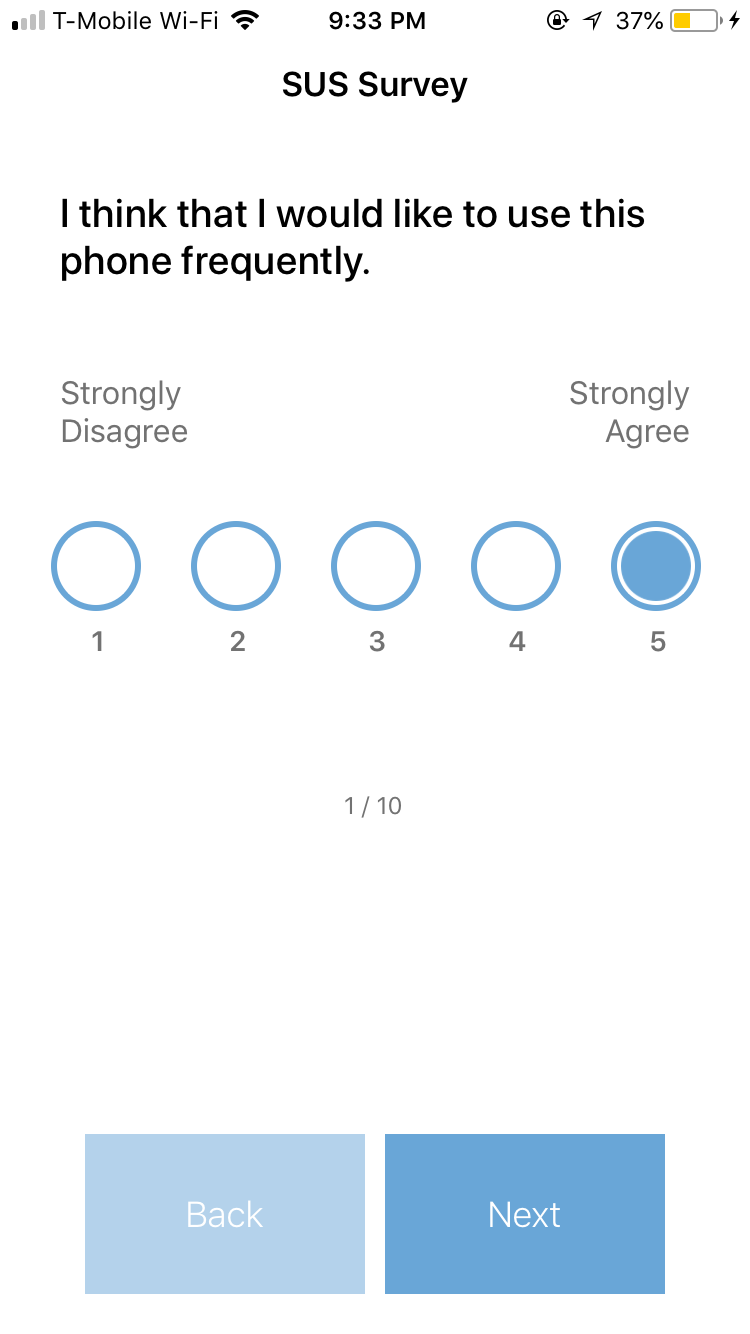 T-Mobile Wi-Fi 9:33 PM 37%
SUS Survey
I think that I would like to use this
phone frequently.
Strongly Strongly
Disagree Agree
1 2 3 4 5
1 / 10
Back Next